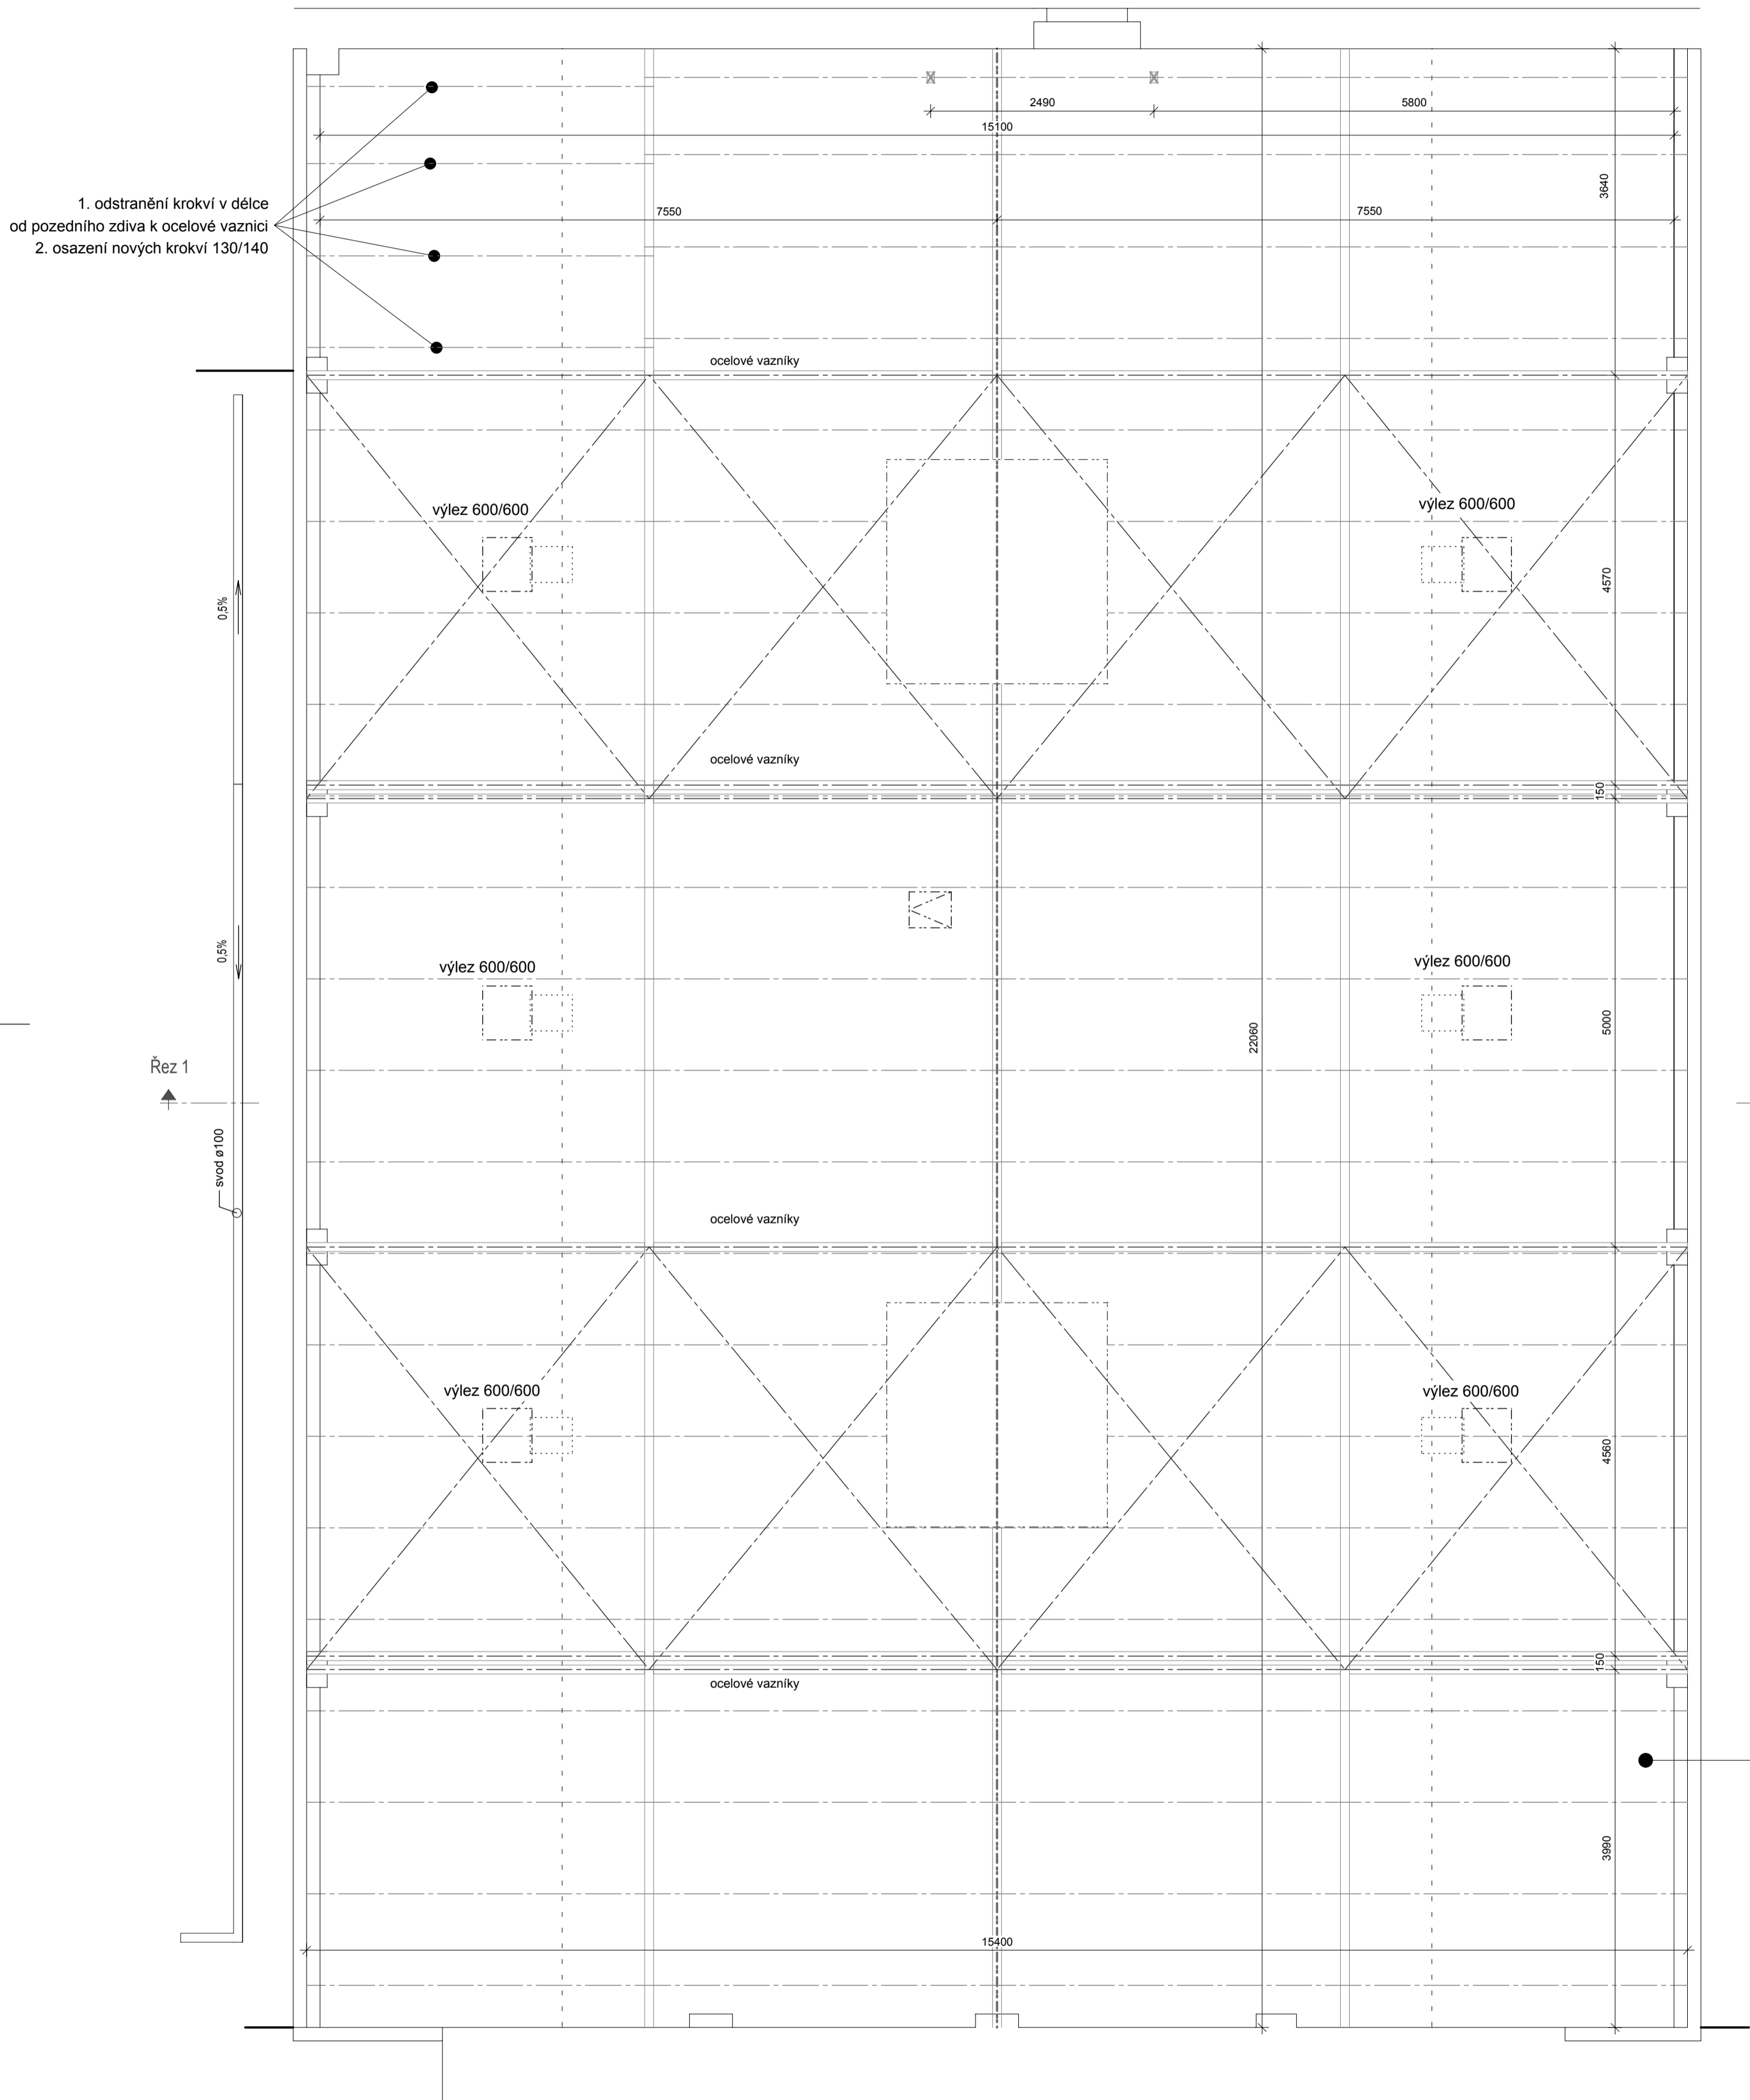 2490
5800
15100
3640
1. odstranění krokví v délce
od pozedního zdiva k ocelové vaznici
2. osazení nových krokví 130/140
7550
7550
ocelové vazníky
výlez 600/600
výlez 600/600
4570
0,5%
ocelové vazníky
150
0,5%
výlez 600/600
výlez 600/600
22060
5000
Řez 1
svod ø100
ocelové vazníky
výlez 600/600
výlez 600/600
4560
150
ocelové vazníky
3990
15400